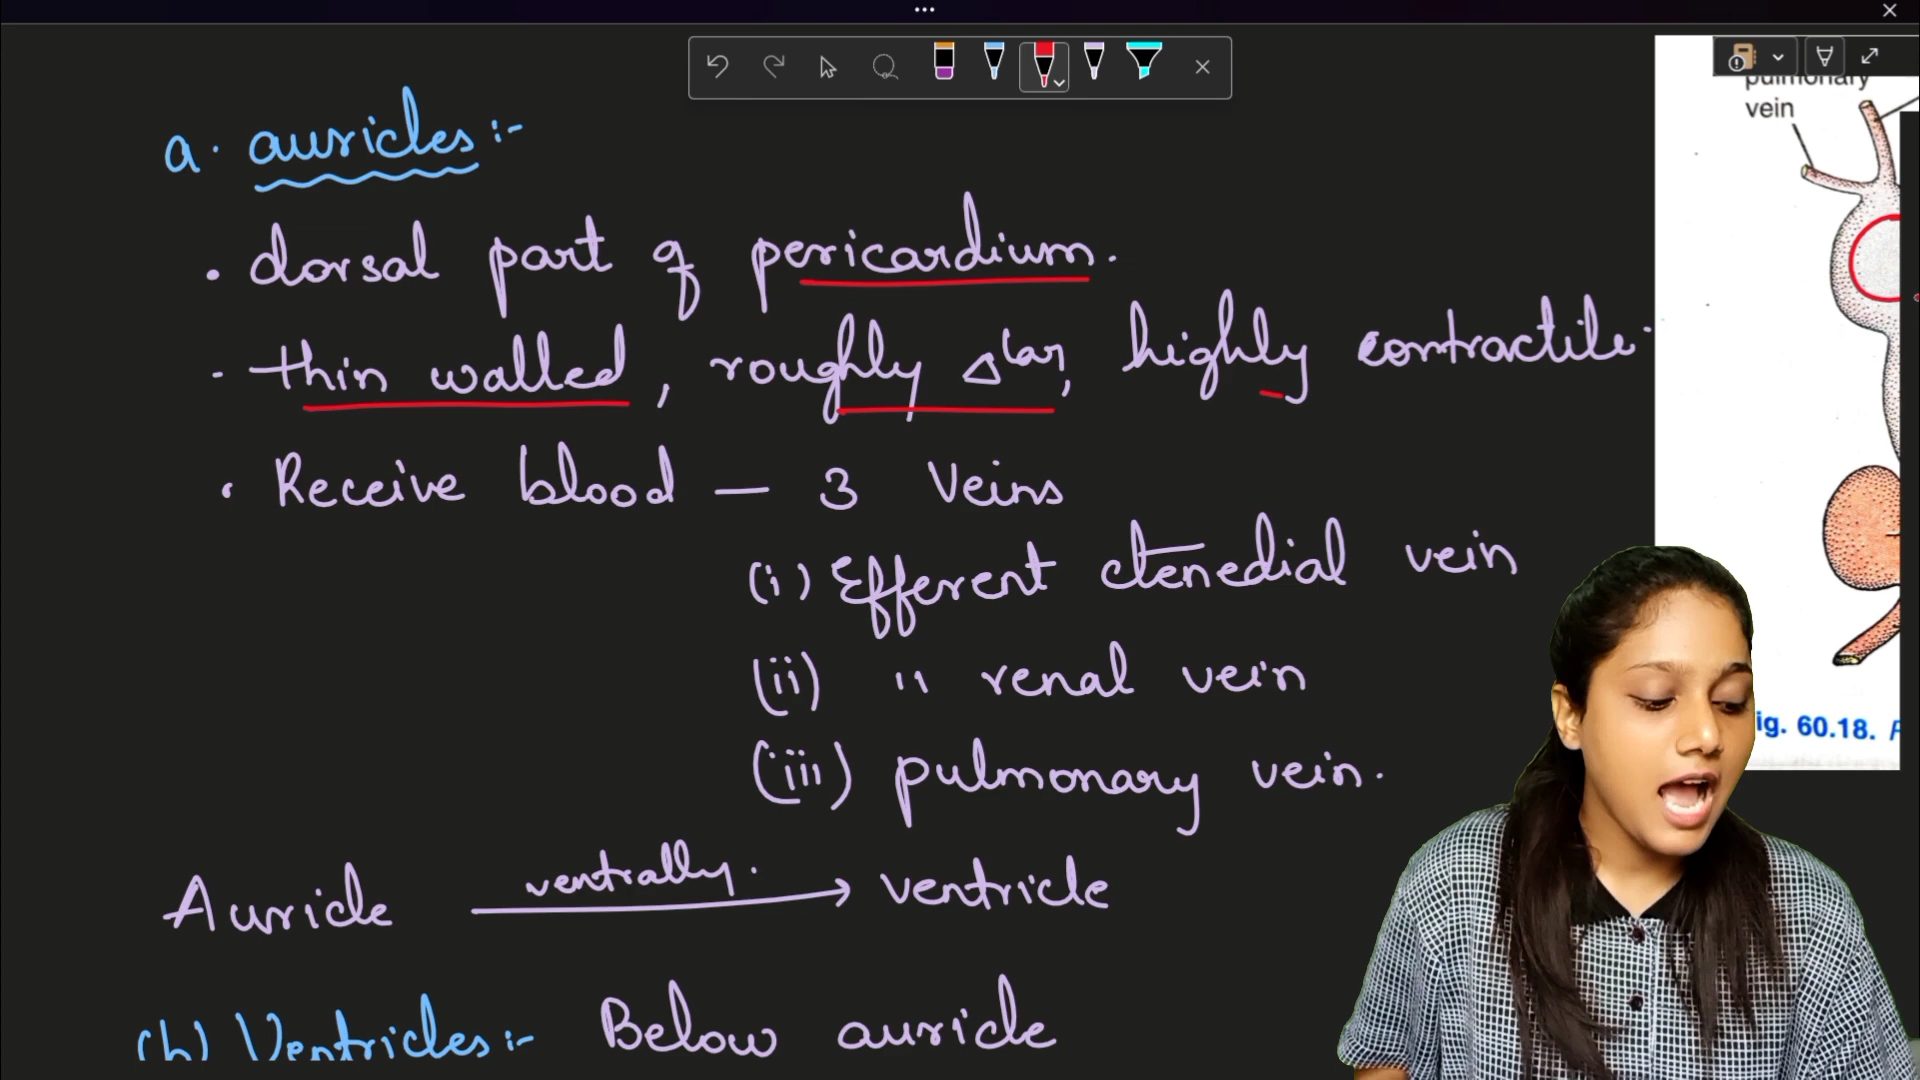 pulmonary
vein
a. auricles :-
• dorsal part of pericardium.
• thin walled, roughly Δlar, highly contractile.
• Receive blood — 3 Veins
(i) Efferent ctenedial vein
(ii) " renal vein
(iii) pulmonary vein.
ig. 60.18.
Auricle ventrally. → ventricle
(b) Ventricles :- Below auricle